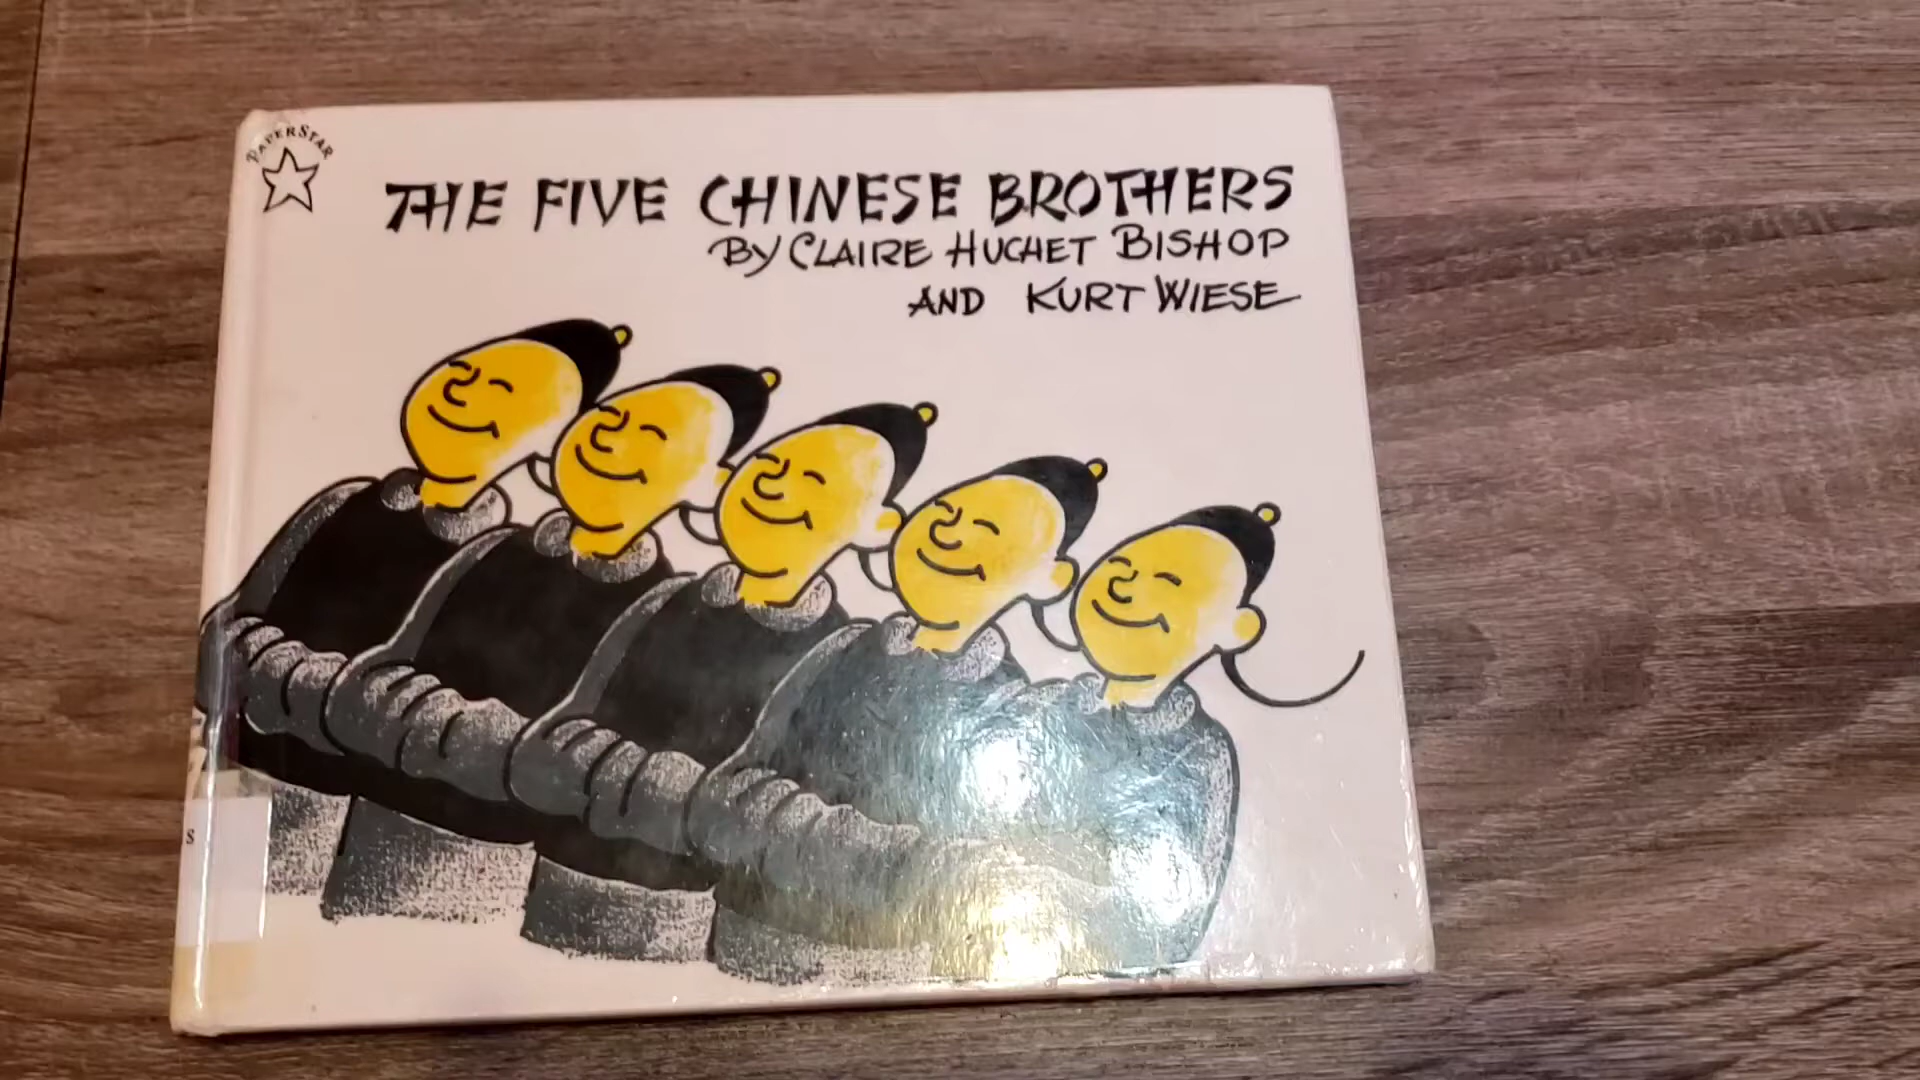 PAPERSTAR
THE FIVE CHINESE BROTHERS
BY CLAIRE HUCHET BISHOP
AND KURT WIESE
S